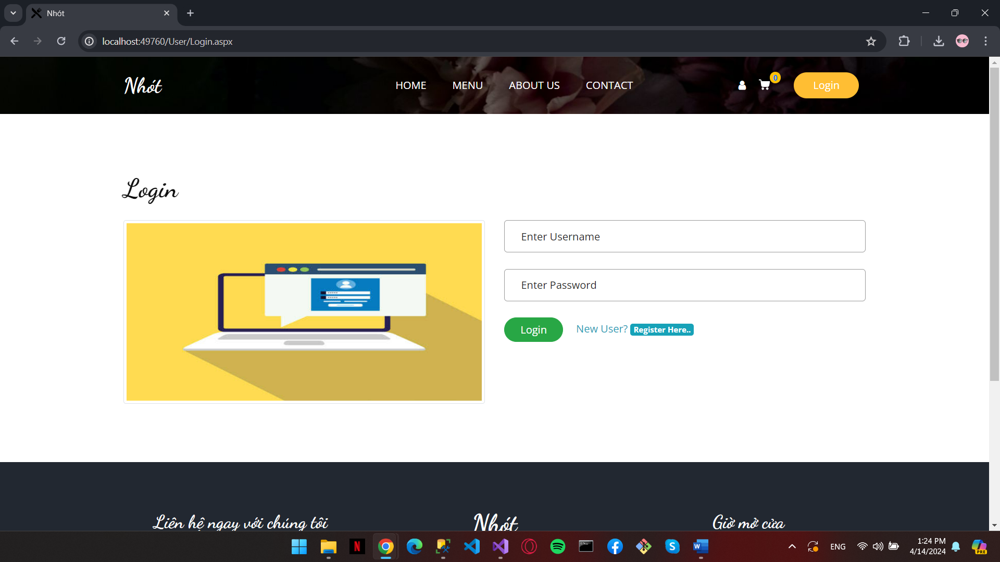 Nhót
localhost:49760/User/Login.aspx
Nhót
HOME
MENU
ABOUT US
CONTACT
0
Login
Login
Enter Username
Enter Password
Login
New User? Register Here..
Liên hệ ngay với chúng tôi
Nhót
Giờ mở cửa
ENG
1:24 PM
4/14/2024
PRE